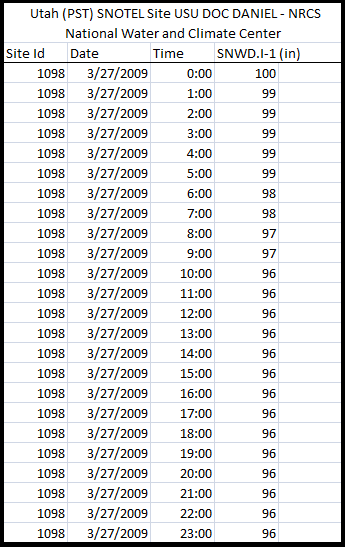 Utah (PST) SNOTEL Site USU DOC DANIEL - NRCS
National Water and Climate Center
Site Id Date Time SNWD.I-1 (in)
1098 3/27/2009 0:00 100
1098 3/27/2009 1:00 99
1098 3/27/2009 2:00 99
1098 3/27/2009 3:00 99
1098 3/27/2009 4:00 99
1098 3/27/2009 5:00 99
1098 3/27/2009 6:00 98
1098 3/27/2009 7:00 98
1098 3/27/2009 8:00 97
1098 3/27/2009 9:00 97
1098 3/27/2009 10:00 96
1098 3/27/2009 11:00 96
1098 3/27/2009 12:00 96
1098 3/27/2009 13:00 96
1098 3/27/2009 14:00 96
1098 3/27/2009 15:00 96
1098 3/27/2009 16:00 96
1098 3/27/2009 17:00 96
1098 3/27/2009 18:00 96
1098 3/27/2009 19:00 96
1098 3/27/2009 20:00 96
1098 3/27/2009 21:00 96
1098 3/27/2009 22:00 96
1098 3/27/2009 23:00 96